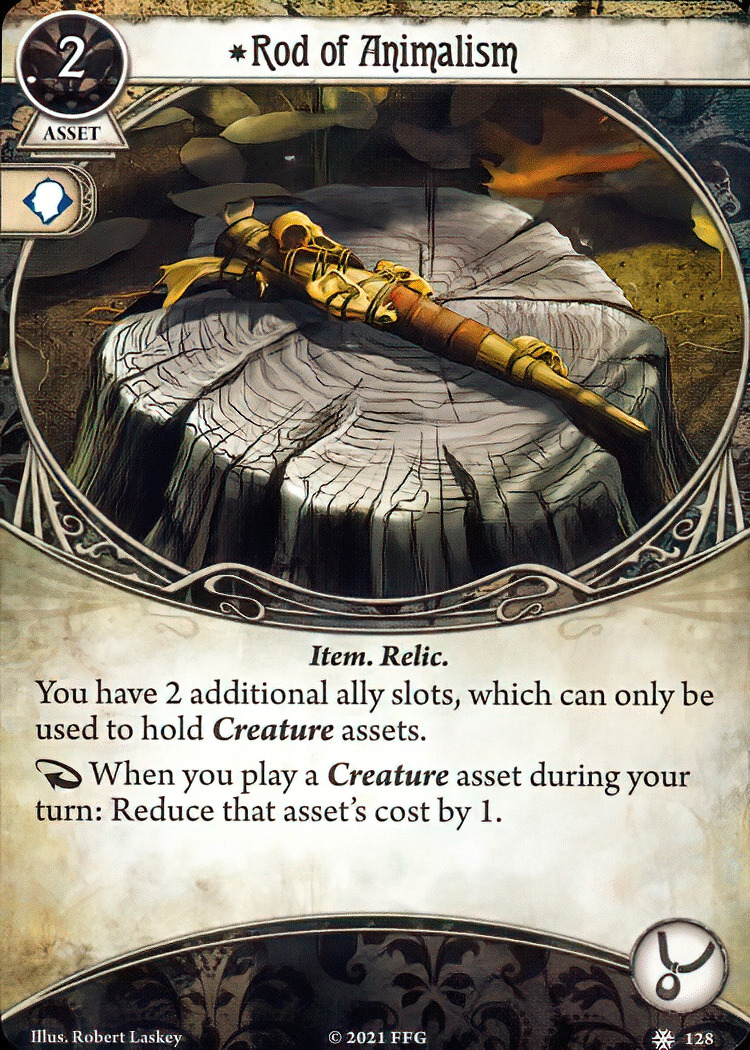 2
✷Rod of Animalism
ASSET
Item. Relic.
You have 2 additional ally slots, which can only be
used to hold Creature assets.
When you play a Creature asset during your
turn: Reduce that asset's cost by 1.
Illus. Robert Laskey
© 2021 FFG
128